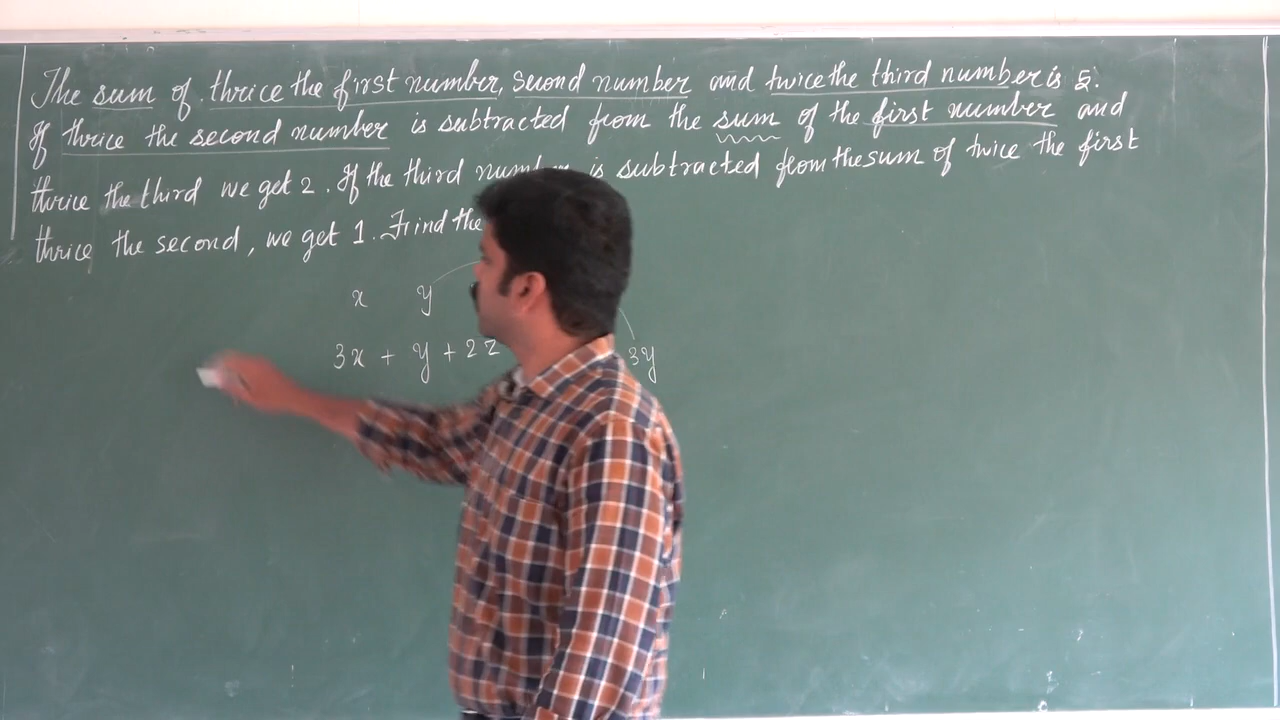 The sum of thrice the first number, second number and twice the third number is 5.
If thrice the second number is subtracted from the sum of the first number and
thrice the third we get 2. If the third number is subtracted from the sum of twice the first
thrice the second, we get 1. Find the
x y
3x + y + 2z 3y